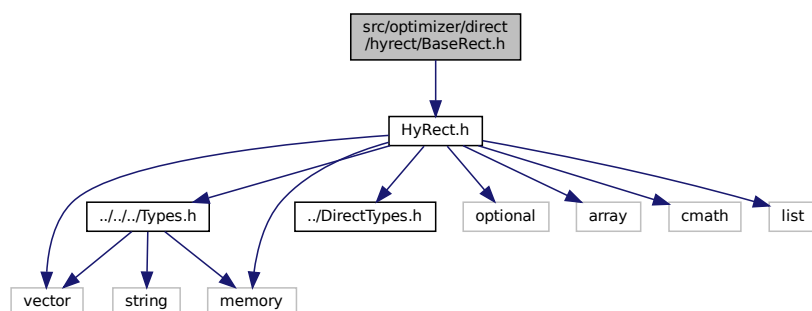 src/optimizer/direct
/hyrect/BaseRect.h
HyRect.h
../../../Types.h
../DirectTypes.h
optional
array
cmath
list
vector
string
memory